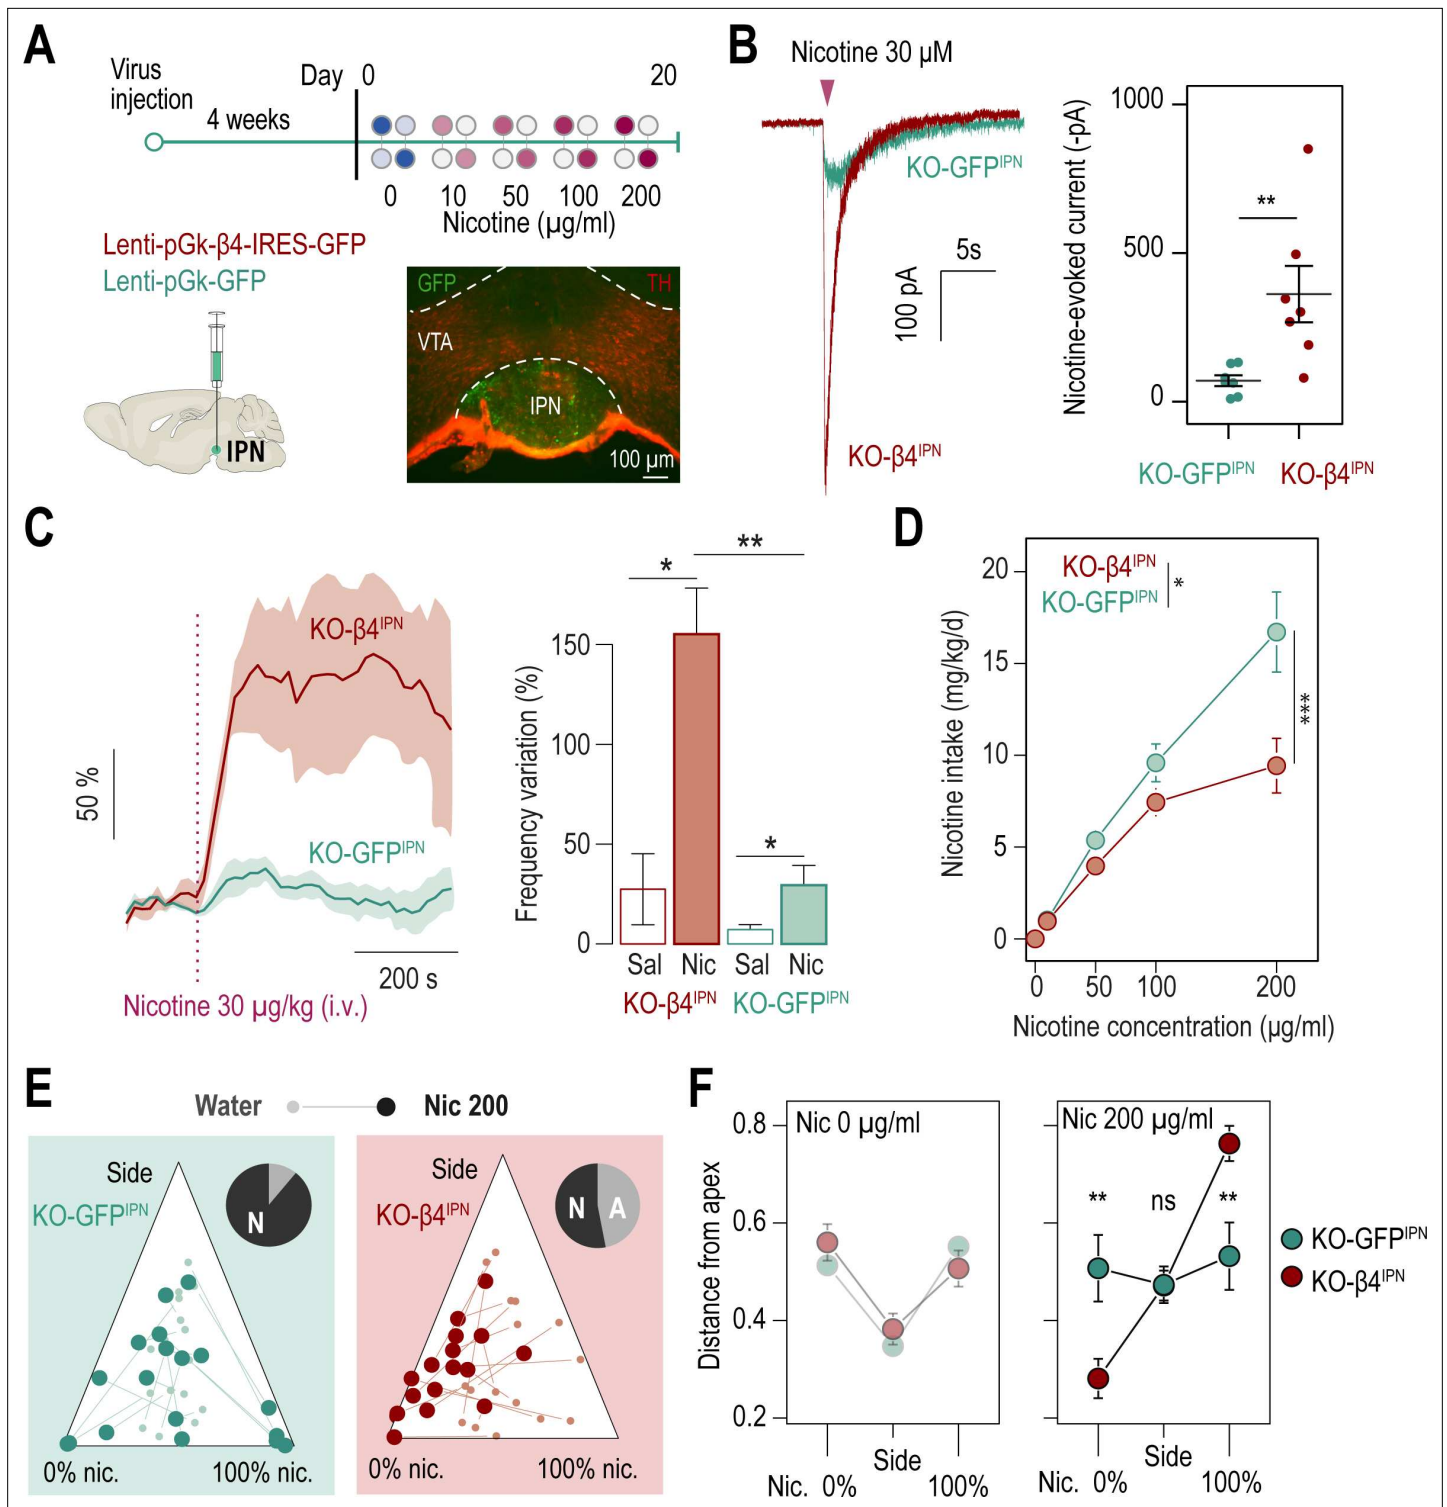 A
Virus
injection
4 weeks
Day 0 20
0 10 50 100 200
Nicotine (µg/ml)
Lenti-pGk-β4-IRES-GFP
Lenti-pGk-GFP
IPN
GFP TH
VTA
IPN
100 µm
B
Nicotine 30 µM
KO-GFPIPN
5s
100 pA
KO-β4IPN
Nicotine-evoked current (-pA)
1000
500
0
**
KO-GFPIPN KO-β4IPN
C
KO-β4IPN
50 %
KO-GFPIPN
200 s
Nicotine 30 µg/kg (i.v.)
Frequency variation (%)
150
100
50
0
* **
*
Sal Nic Sal Nic
KO-β4IPN KO-GFPIPN
D
KO-β4IPN
KO-GFPIPN
*
***
Nicotine intake (mg/kg/d)
20
15
10
5
0
0 50 100 200
Nicotine concentration (µg/ml)
E
Water Nic 200
Side
KO-GFPIPN
N
0% nic. 100% nic.
Side
KO-β4IPN
N A
0% nic. 100% nic.
F
Distance from apex
0.8
0.6
0.4
0.2
Nic 0 µg/ml
Side
Nic. 0% 100%
Nic 200 µg/ml
** ns **
Side
Nic. 0% 100%
KO-GFPIPN
KO-β4IPN